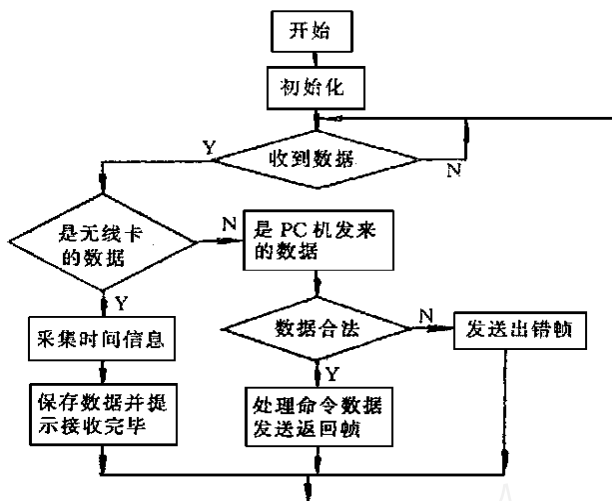 开始
初始化
收到数据
Y
N
是无线卡
的数据
N
是PC机发来
的数据
Y
采集时间信息
数据合法
N
发送出错帧
Y
保存数据并提
示接收完毕
处理命令数据
发送返回帧